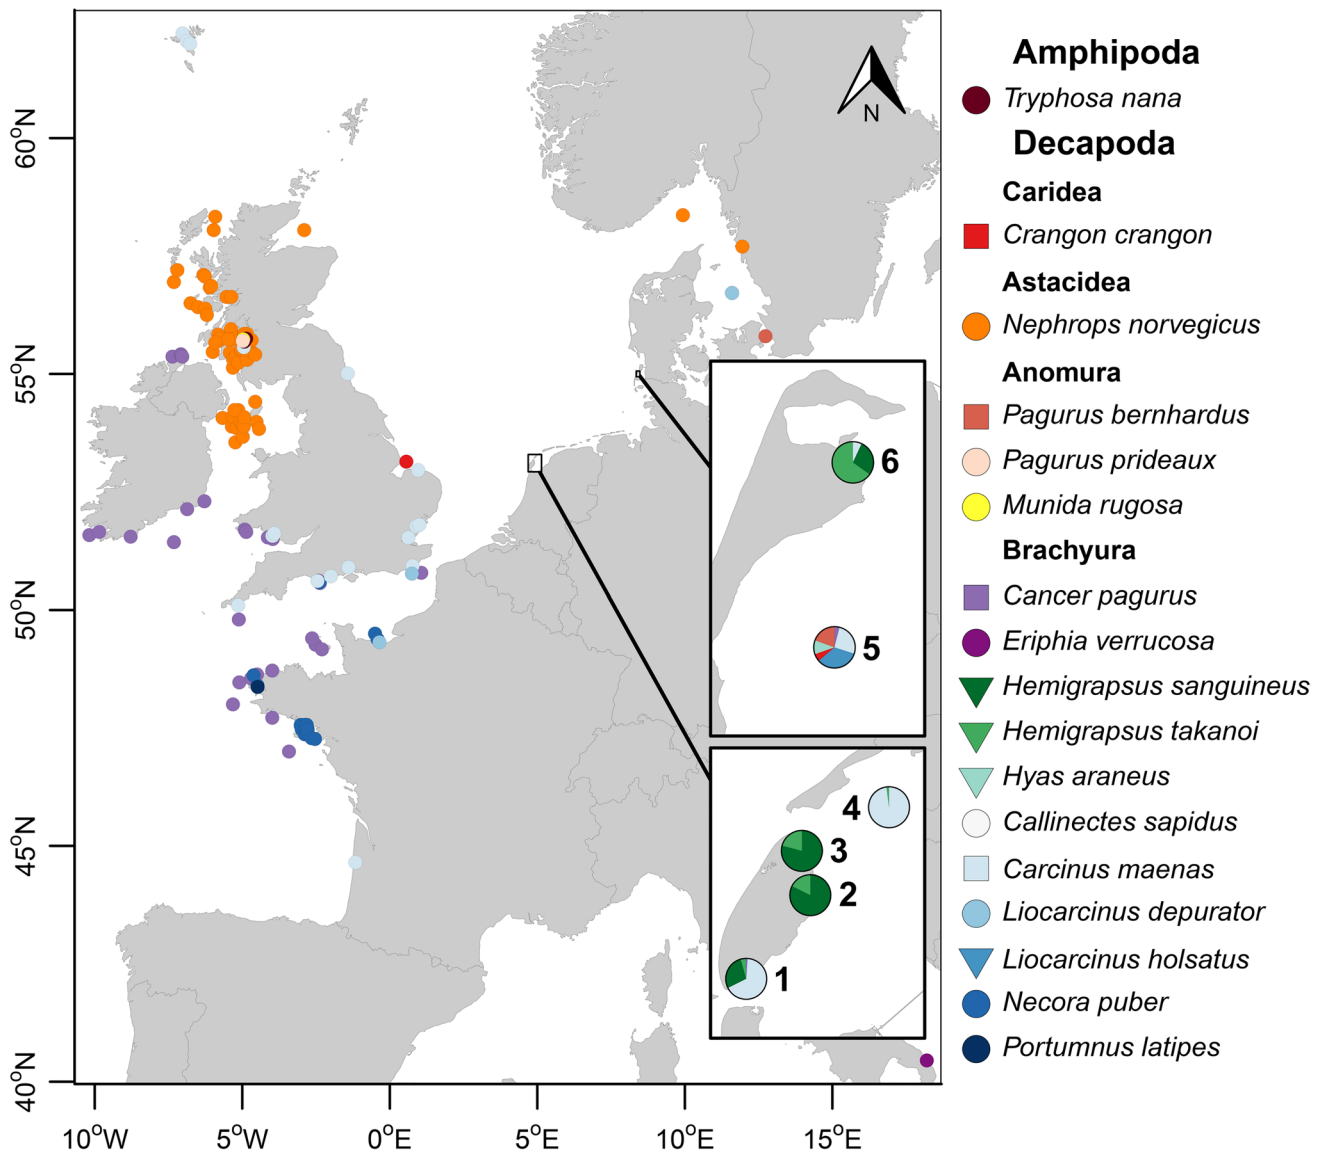 60°N
55°N
50°N
45°N
40°N
10°W
5°W
0°E
5°E
10°E
15°E
N
6
5
4
3
2
1
Amphipoda
Tryphosa nana
Decapoda
Caridea
Crangon crangon
Astacidea
Nephrops norvegicus
Anomura
Pagurus bernhardus
Pagurus prideaux
Munida rugosa
Brachyura
Cancer pagurus
Eriphia verrucosa
Hemigrapsus sanguineus
Hemigrapsus takanoi
Hyas araneus
Callinectes sapidus
Carcinus maenas
Liocarcinus depurator
Liocarcinus holsatus
Necora puber
Portumnus latipes